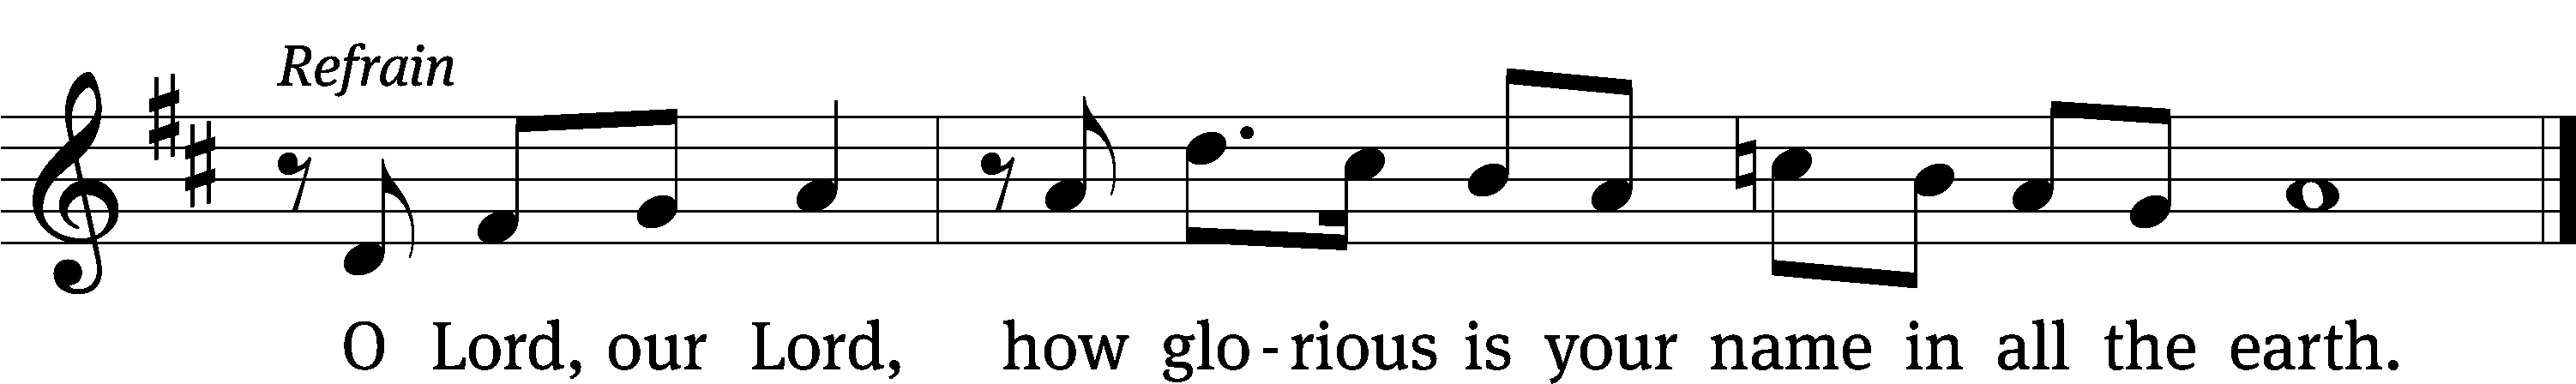 Refrain
O Lord, our Lord, how glo-rious is your name in all the earth.